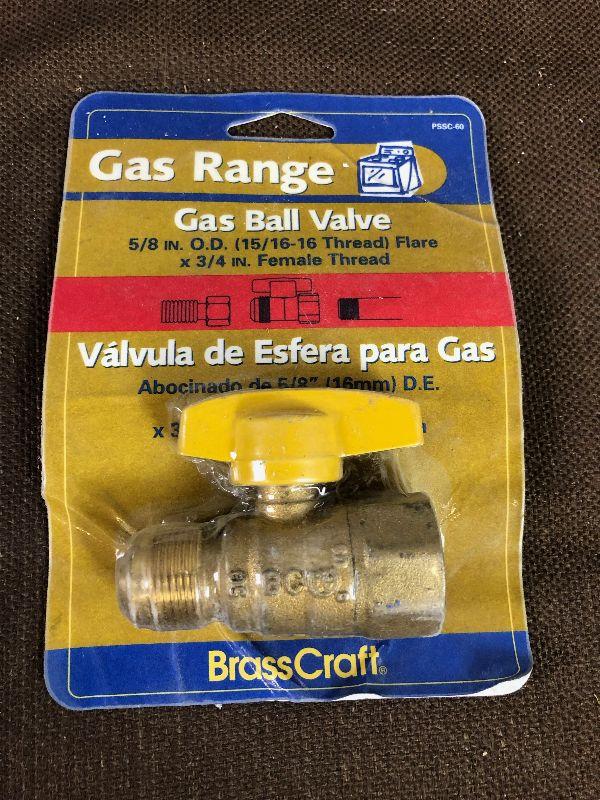 PSSC-60
Gas Range
Gas Ball Valve
5/8 IN. O.D. (15/16-16 Thread) Flare
x 3/4 IN. Female Thread
Válvula de Esfera para Gas
Abocinado de 5/8" (16mm) D.E.
x 3
BrassCraft®